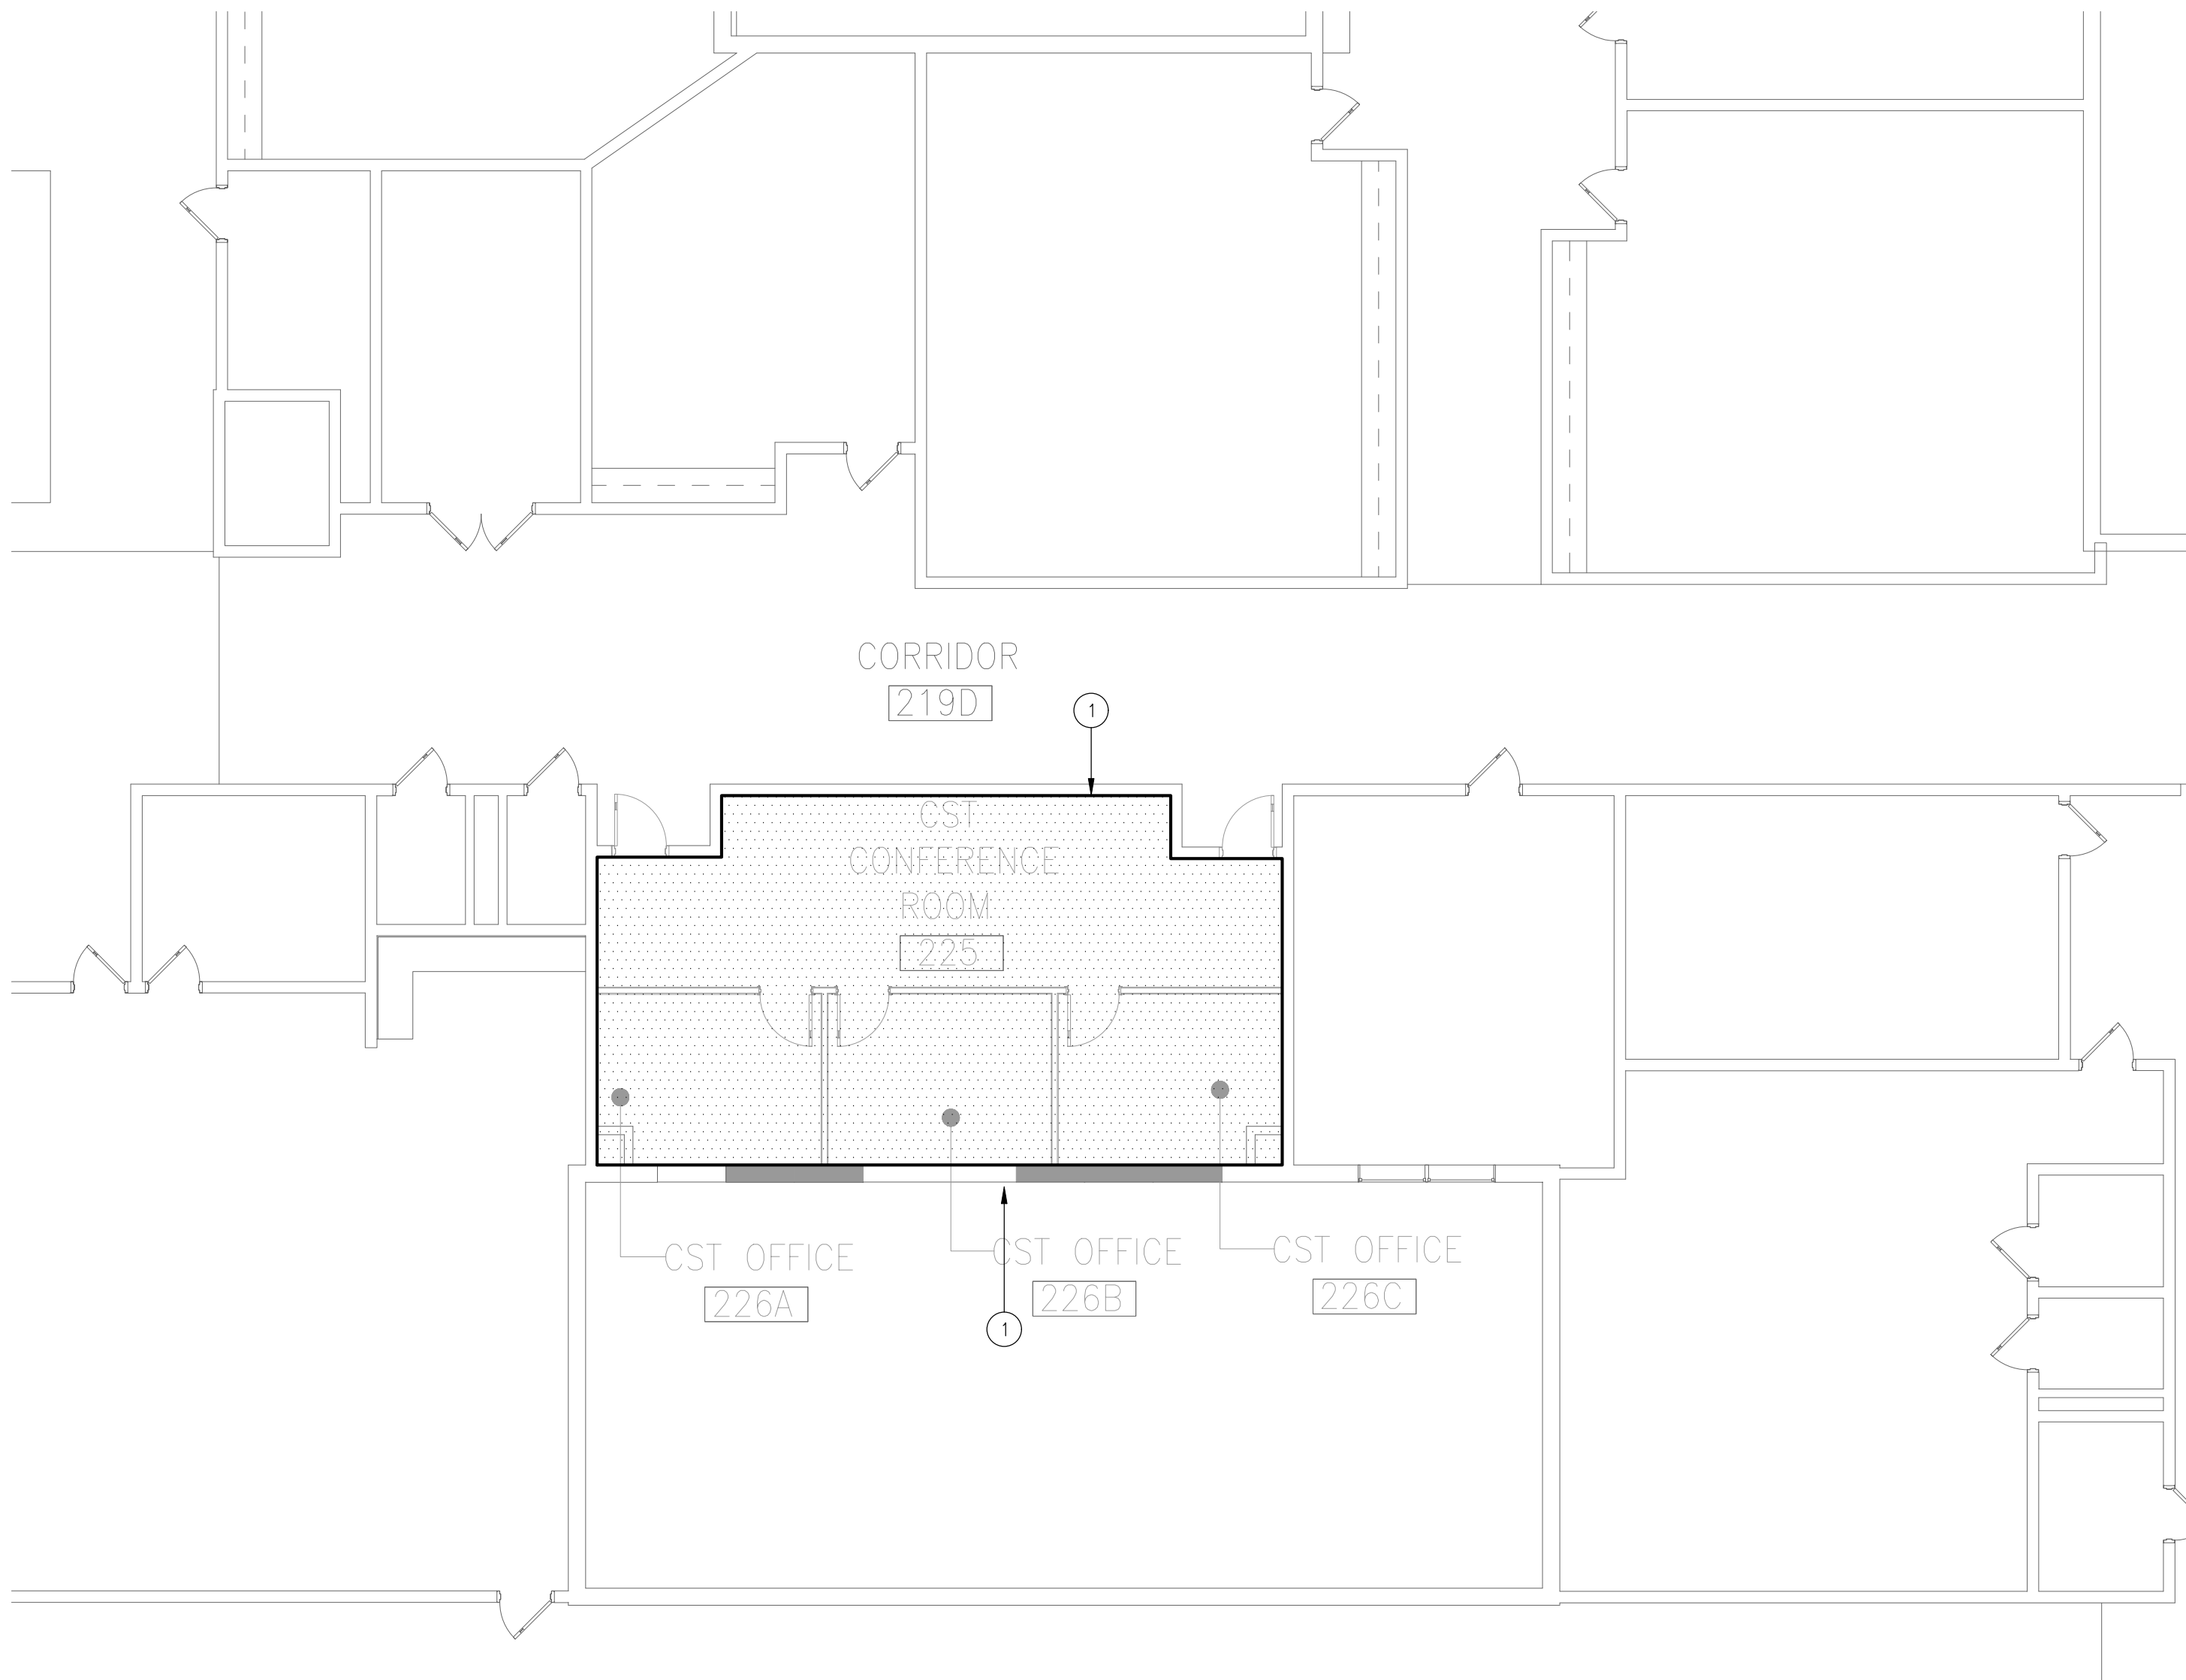 CORRIDOR
219D
1
CST
CONFERENCE
ROOM
225
CST OFFICE
226A
CST OFFICE
226B
CST OFFICE
226C
1